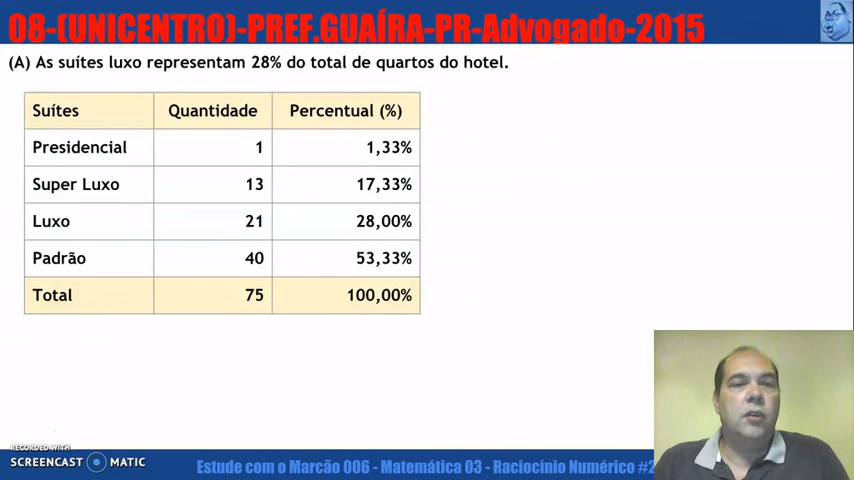 08-(UNICENTRO)-PREF.GUAÍRA-PR-Advogado-2015
(A) As suítes luxo representam 28% do total de quartos do hotel.
Suítes Quantidade Percentual (%)
Presidencial 1 1,33%
Super Luxo 13 17,33%
Luxo 21 28,00%
Padrão 40 53,33%
Total 75 100,00%
RECORDED WITH
SCREENCAST MATIC
Estude com o Marcão 006 - Matemática 03 - Raciocínio Numérico #2